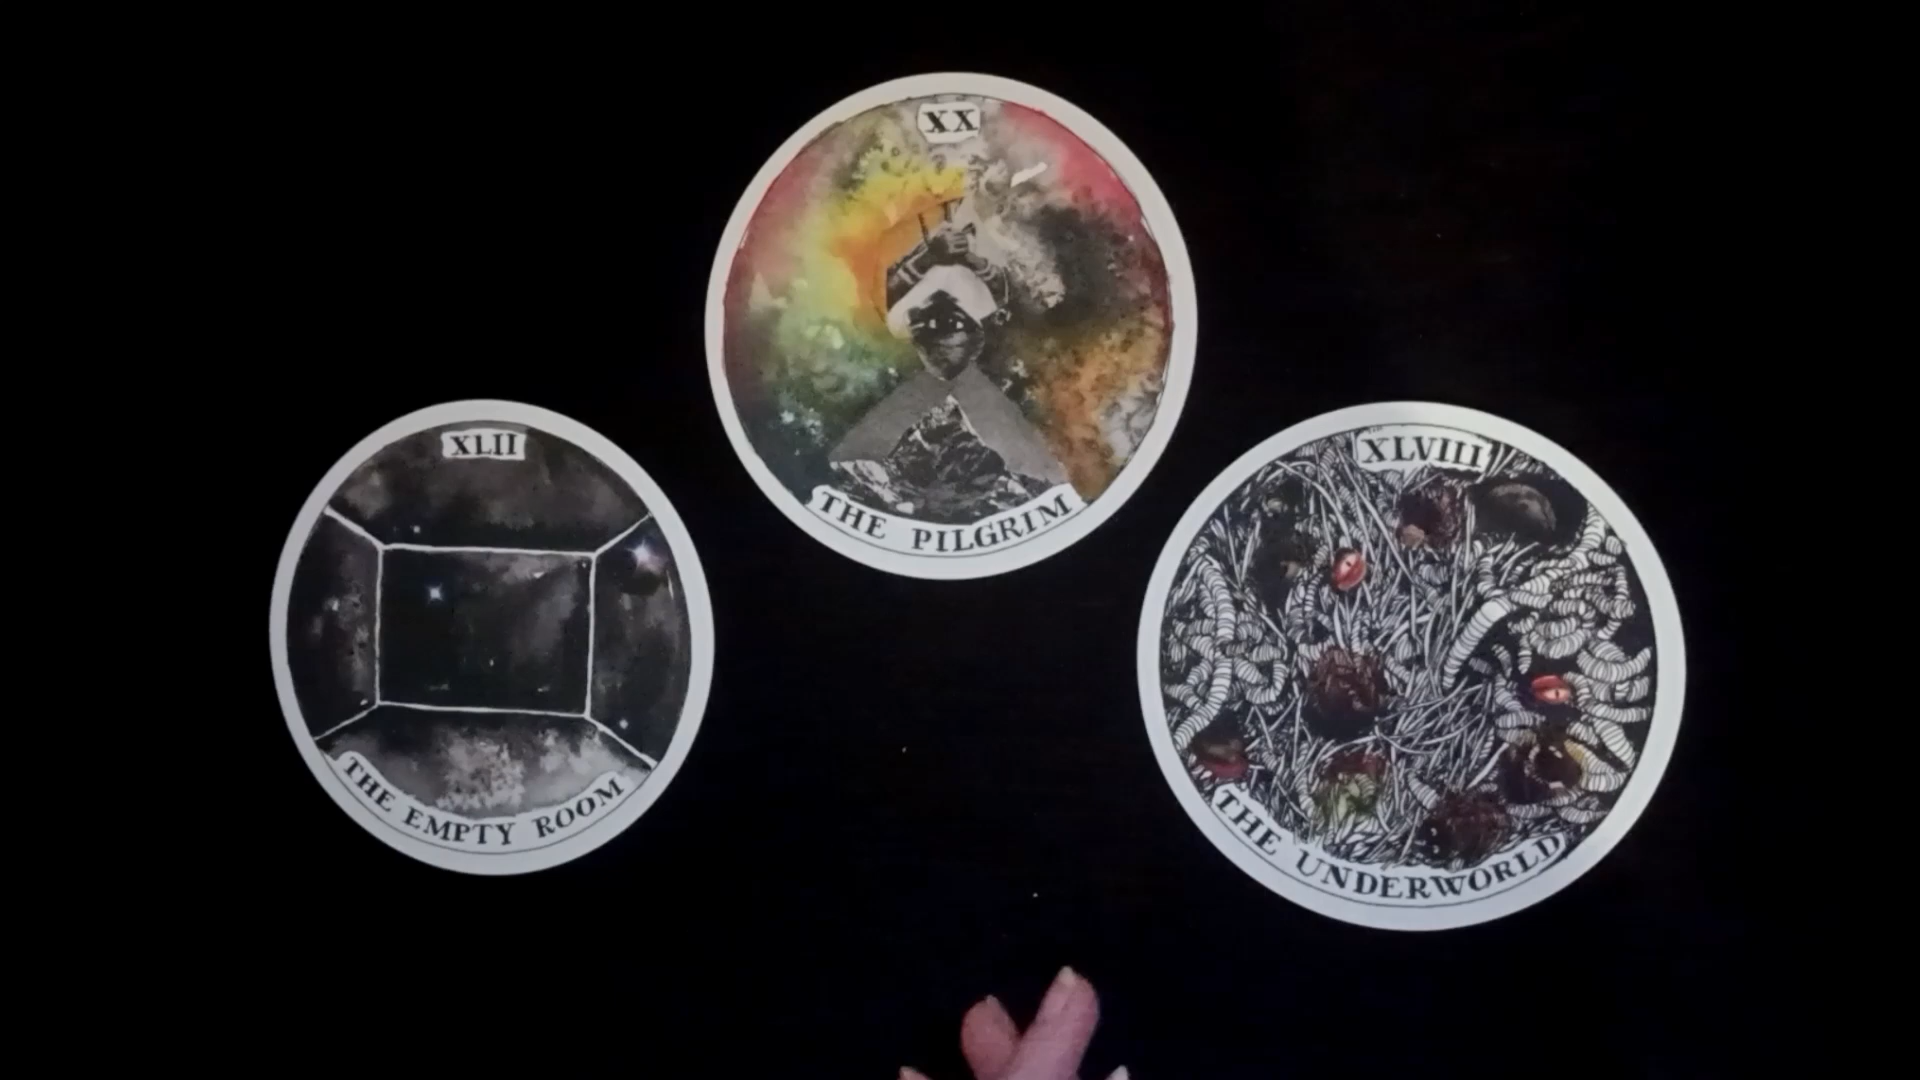 XX
THE PILGRIM
XLII
THE EMPTY ROOM
XLVIII
THE UNDERWORLD